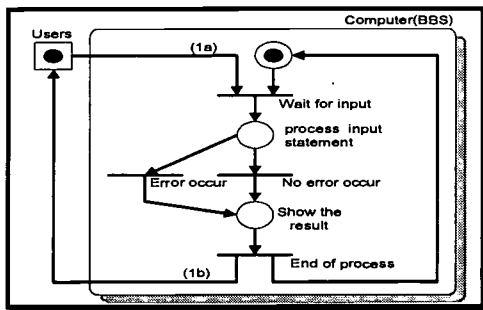 Computer(BBS)
Users
(1a)
Wait for input
process input
statement
Error occur
No error occur
Show the
result
End of process
(1b)